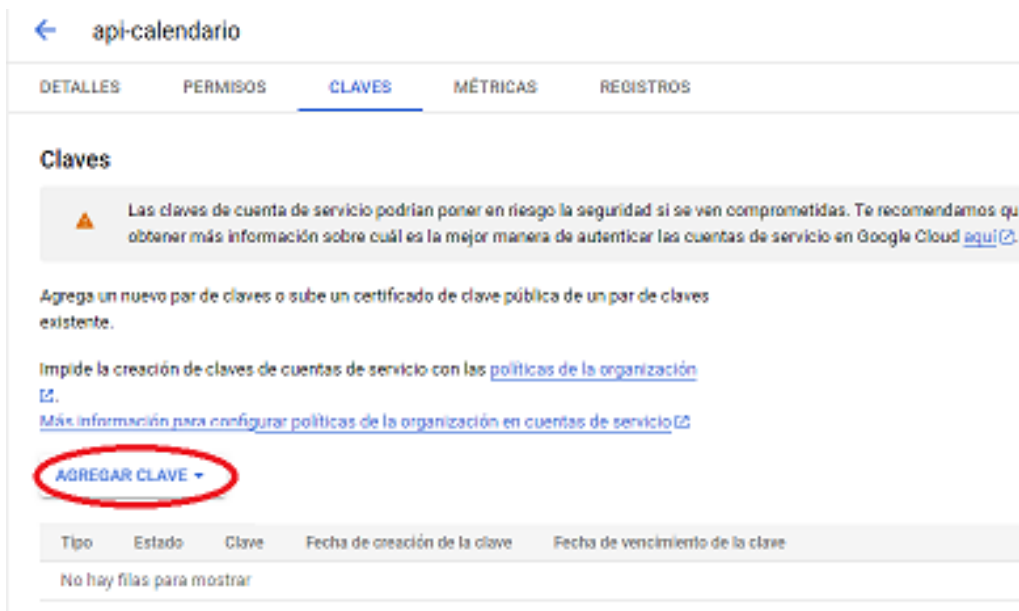 api-calendario
DETALLES PERMISOS CLAVES MÉTRICAS REGISTROS
Claves
Las claves de cuenta de servicio podrían poner en riesgo la seguridad si se ven comprometidas. Te recomendamos qu
obtener más información sobre cuál es la mejor manera de autenticar las cuentas de servicio en Google Cloud aquí.
Agrega un nuevo par de claves o sube un certificado de clave pública de un par de claves
existente.
Impide la creación de claves de cuentas de servicio con las políticas de la organización
.
Más información para configurar políticas de la organización en cuentas de servicio
AGREGAR CLAVE
Tipo Estado Clave Fecha de creación de la clave Fecha de vencimiento de la clave
No hay filas para mostrar